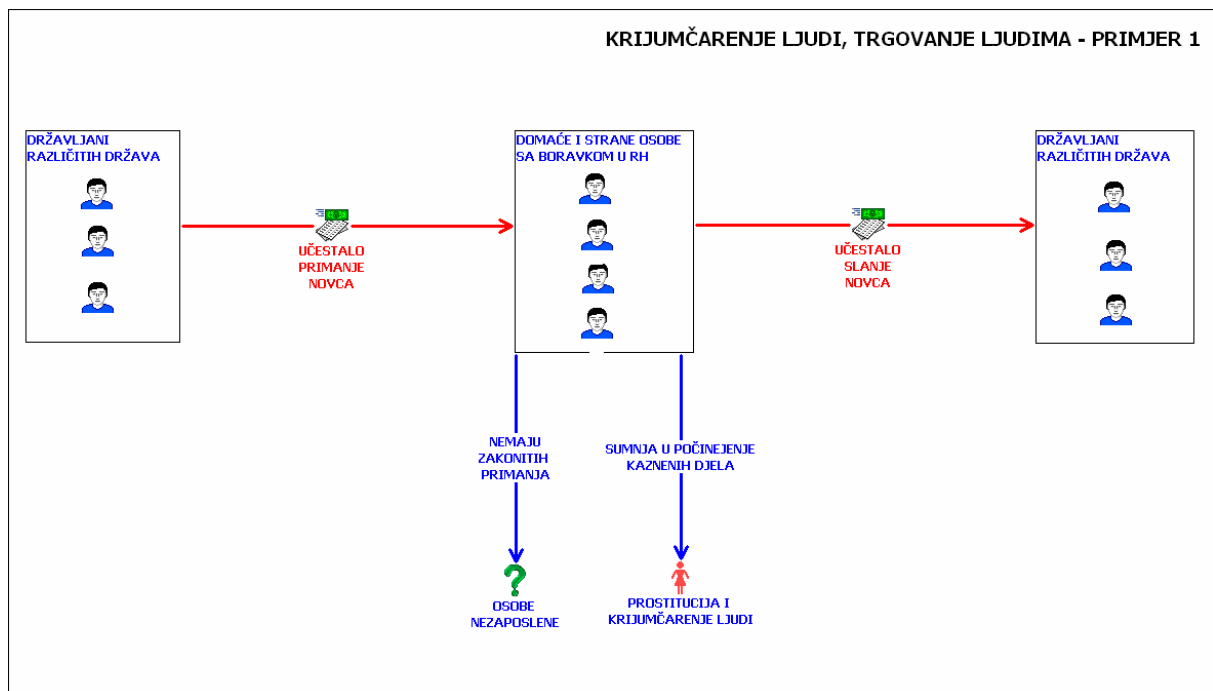 KRIJUMČARENJE LJUDI, TRGOVANJE LJUDIMA - PRIMJER 1
DRŽAVLJANI
RAZLIČITIH DRŽAVA
DOMAĆE I STRANE OSOBE
SA BORAVKOM U RH
DRŽAVLJANI
RAZLIČITIH DRŽAVA
UČESTALO
PRIMANJE
NOVCA
UČESTALO
SLANJE
NOVCA
NEMAJU
ZAKONITIH
PRIMANJA
SUMNJA U POČINEJENJE
KAZNENIH DJELA
OSOBE
NEZAPOSLENE
PROSTITUCIJA I
KRIJUMČARENJE LJUDI